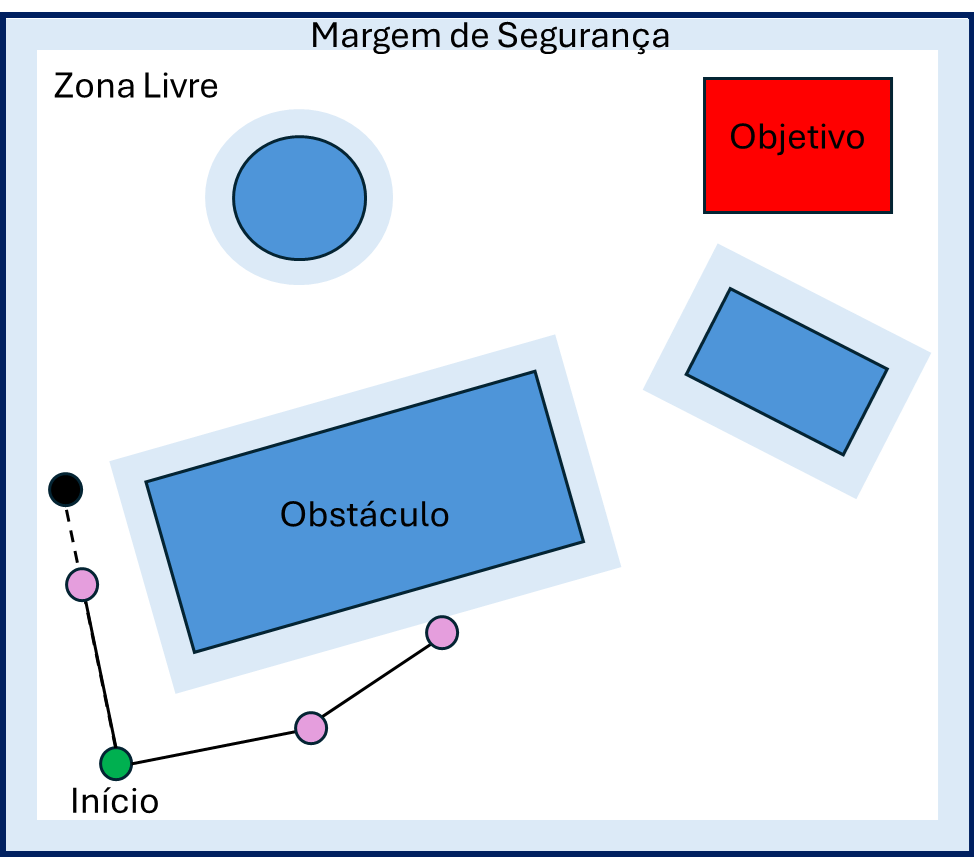 Margem de Segurança
Zona Livre
Objetivo
Obstáculo
Início